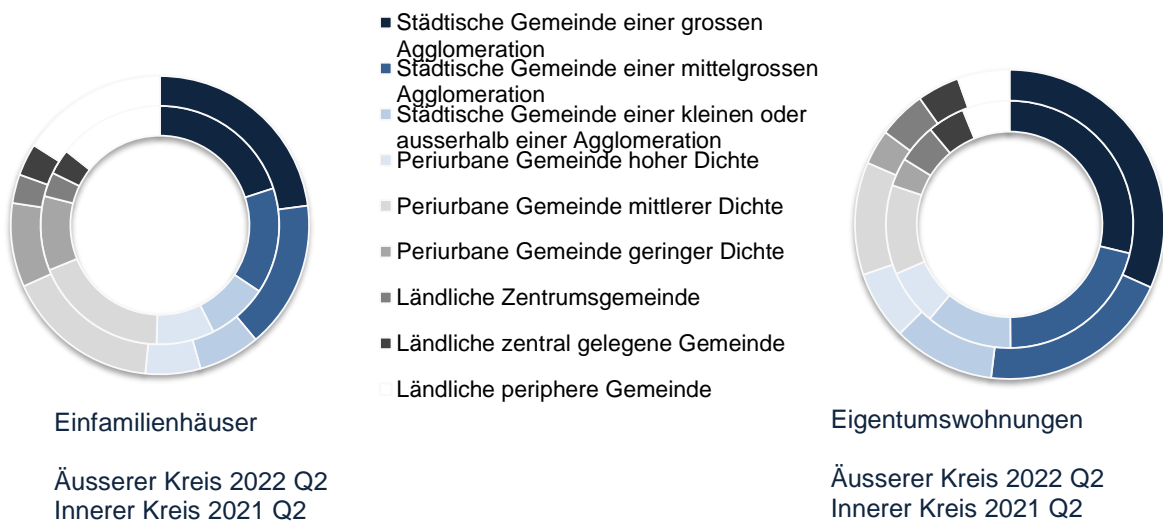 Städtische Gemeinde einer grossen
Agglomeration
Städtische Gemeinde einer mittelgrossen
Agglomeration
Städtische Gemeinde einer kleinen oder
ausserhalb einer Agglomeration
Periurbane Gemeinde hoher Dichte
Periurbane Gemeinde mittlerer Dichte
Periurbane Gemeinde geringer Dichte
Ländliche Zentrumsgemeinde
Ländliche zentral gelegene Gemeinde
Ländliche periphere Gemeinde
Einfamilienhäuser
Äusserer Kreis 2022 Q2
Innerer Kreis 2021 Q2
Eigentumswohnungen
Äusserer Kreis 2022 Q2
Innerer Kreis 2021 Q2